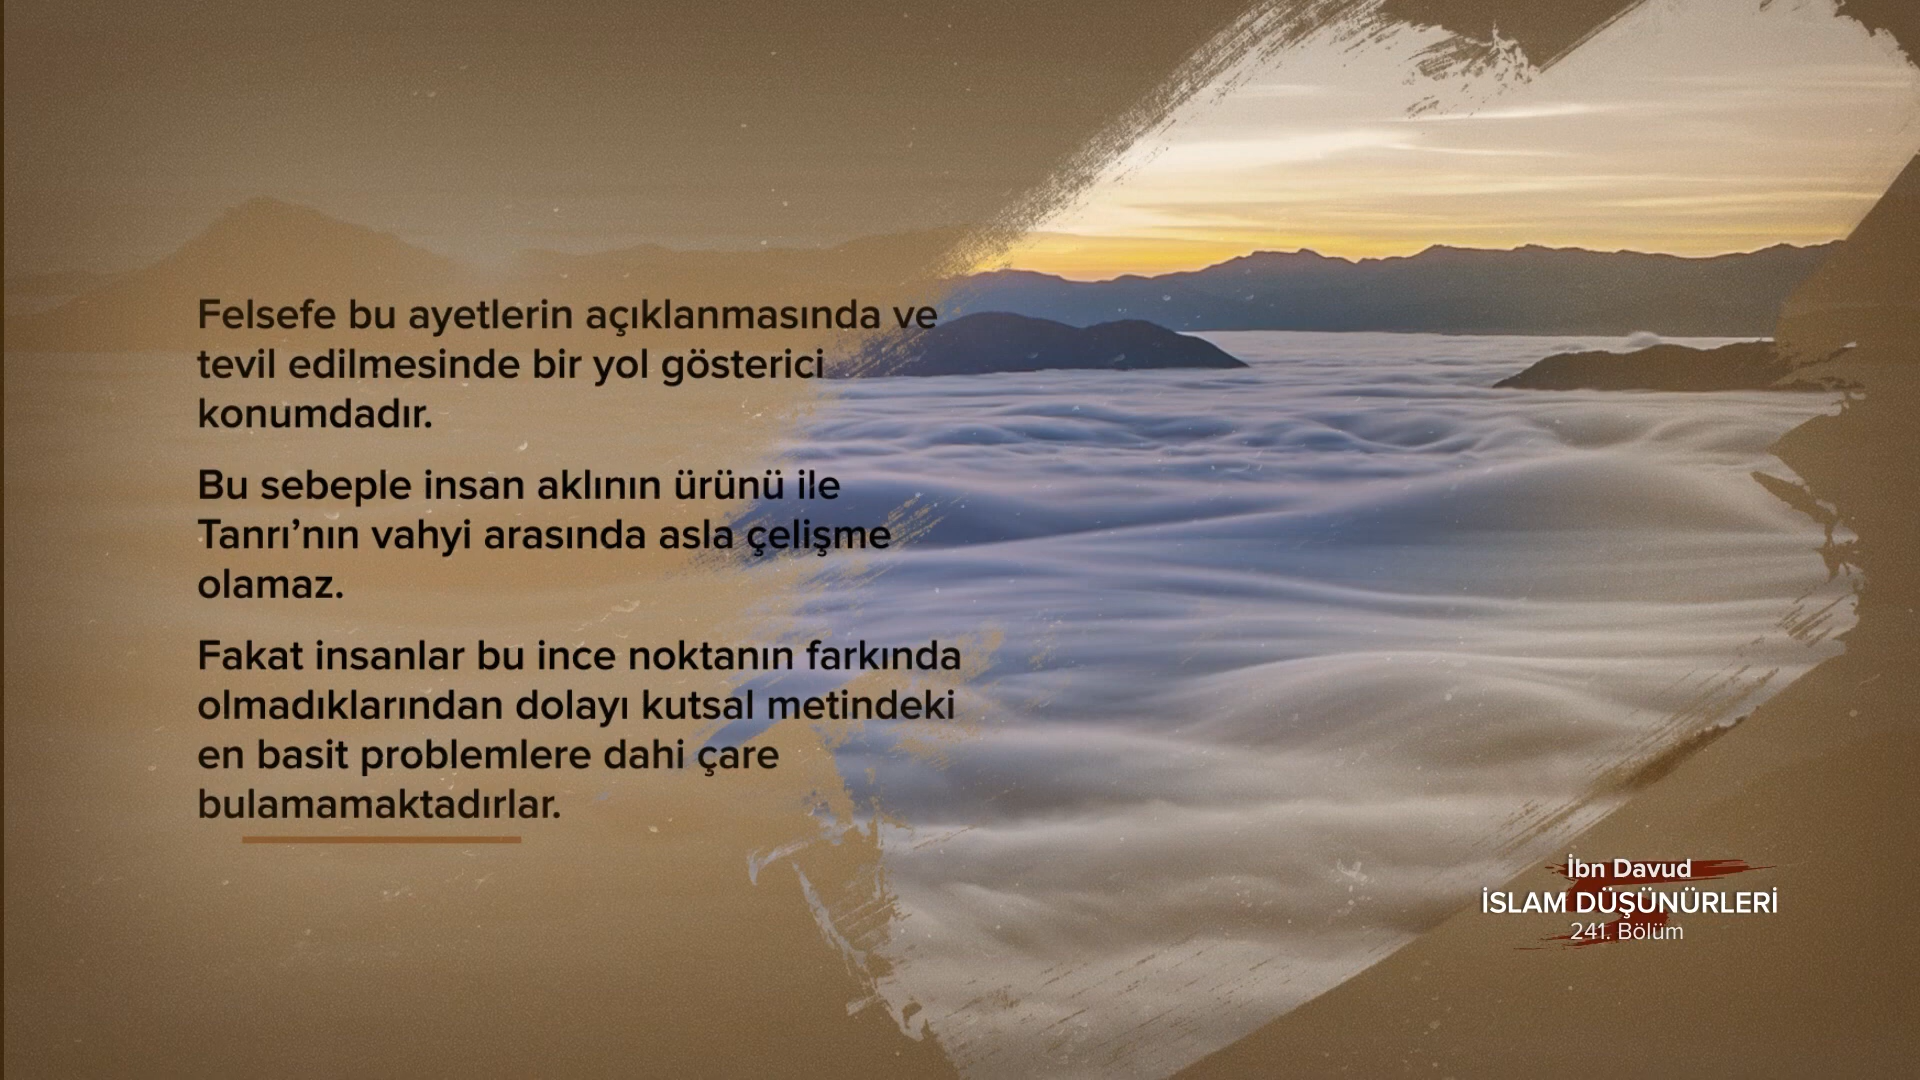 Felsefe bu ayetlerin açıklanmasında ve
tevil edilmesinde bir yol gösterici
konumdadır.
Bu sebeple insan aklının ürünü ile
Tanrı’nın vahyi arasında asla çelişme
olamaz.
Fakat insanlar bu ince noktanın farkında
olmadıklarından dolayı kutsal metindeki
en basit problemlere dahi çare
bulamamaktadırlar.
İbn Davud
İSLAM DÜŞÜNÜRLERİ
241. Bölüm